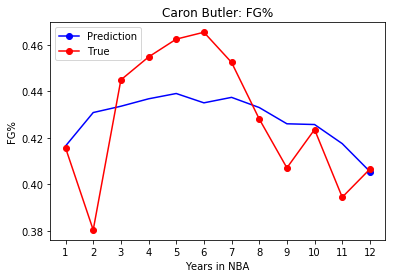 Caron Butler: FG%
Prediction
True
FG%
0.46
0.44
0.42
0.40
0.38
1 2 3 4 5 6 7 8 9 10 11 12
Years in NBA